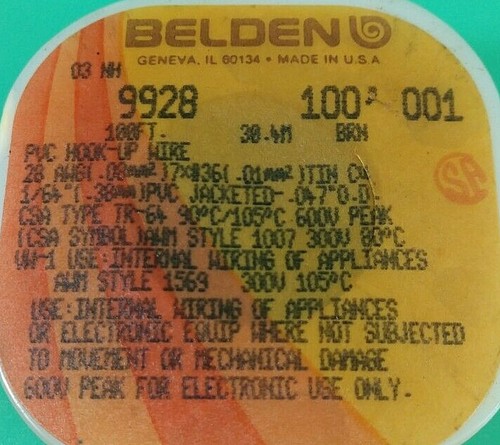 BELDEN
GENEVA, IL 60134 • MADE IN U.S.A
03 NH
9928 100' 001
100FT. 30.4M BRN
PVC HOOK-UP WIRE
28 AWG(.08mm²)7X#36(.01mm²)TIN CU
1/64"(.38mm)PVC JACKETED-.047"O.D
CSA TYPE TR-64 90°C/105°C 600V PEAK
(CSA SYMBOL)AWM STYLE 1007 300V 80°C
VW-1 USE:INTERNAL WIRING OF APPLIANCES
AWM STYLE 1569 300V 105°C
USE:INTERNAL WIRING OF APPLIANCES
OR ELECTRONIC EQUIP WHERE NOT SUBJECTED
TO MOVEMENT OR MECHANICAL DAMAGE
600V PEAK FOR ELECTRONIC USE ONLY.